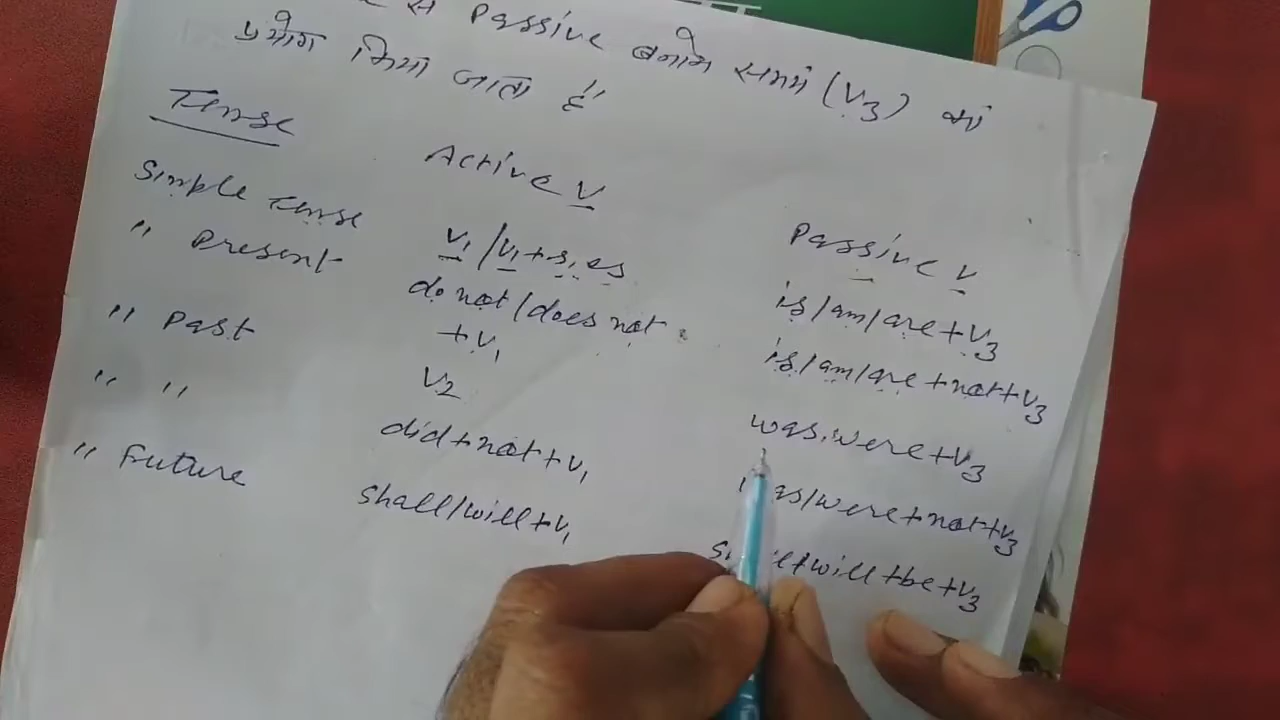 से Passive बनाते समय (V3) का
प्रयोग किया जाता है"
Tense Active V Passive V
Simple Tense
" Present V1/V1+s, es is/am/are+V3
do not/does not +V1 is/am/are+not+V3
" Past V2 was, were+V3
" " did+not+V1 was/were+not+V3
" Future shall/will+V1 will+be+V3